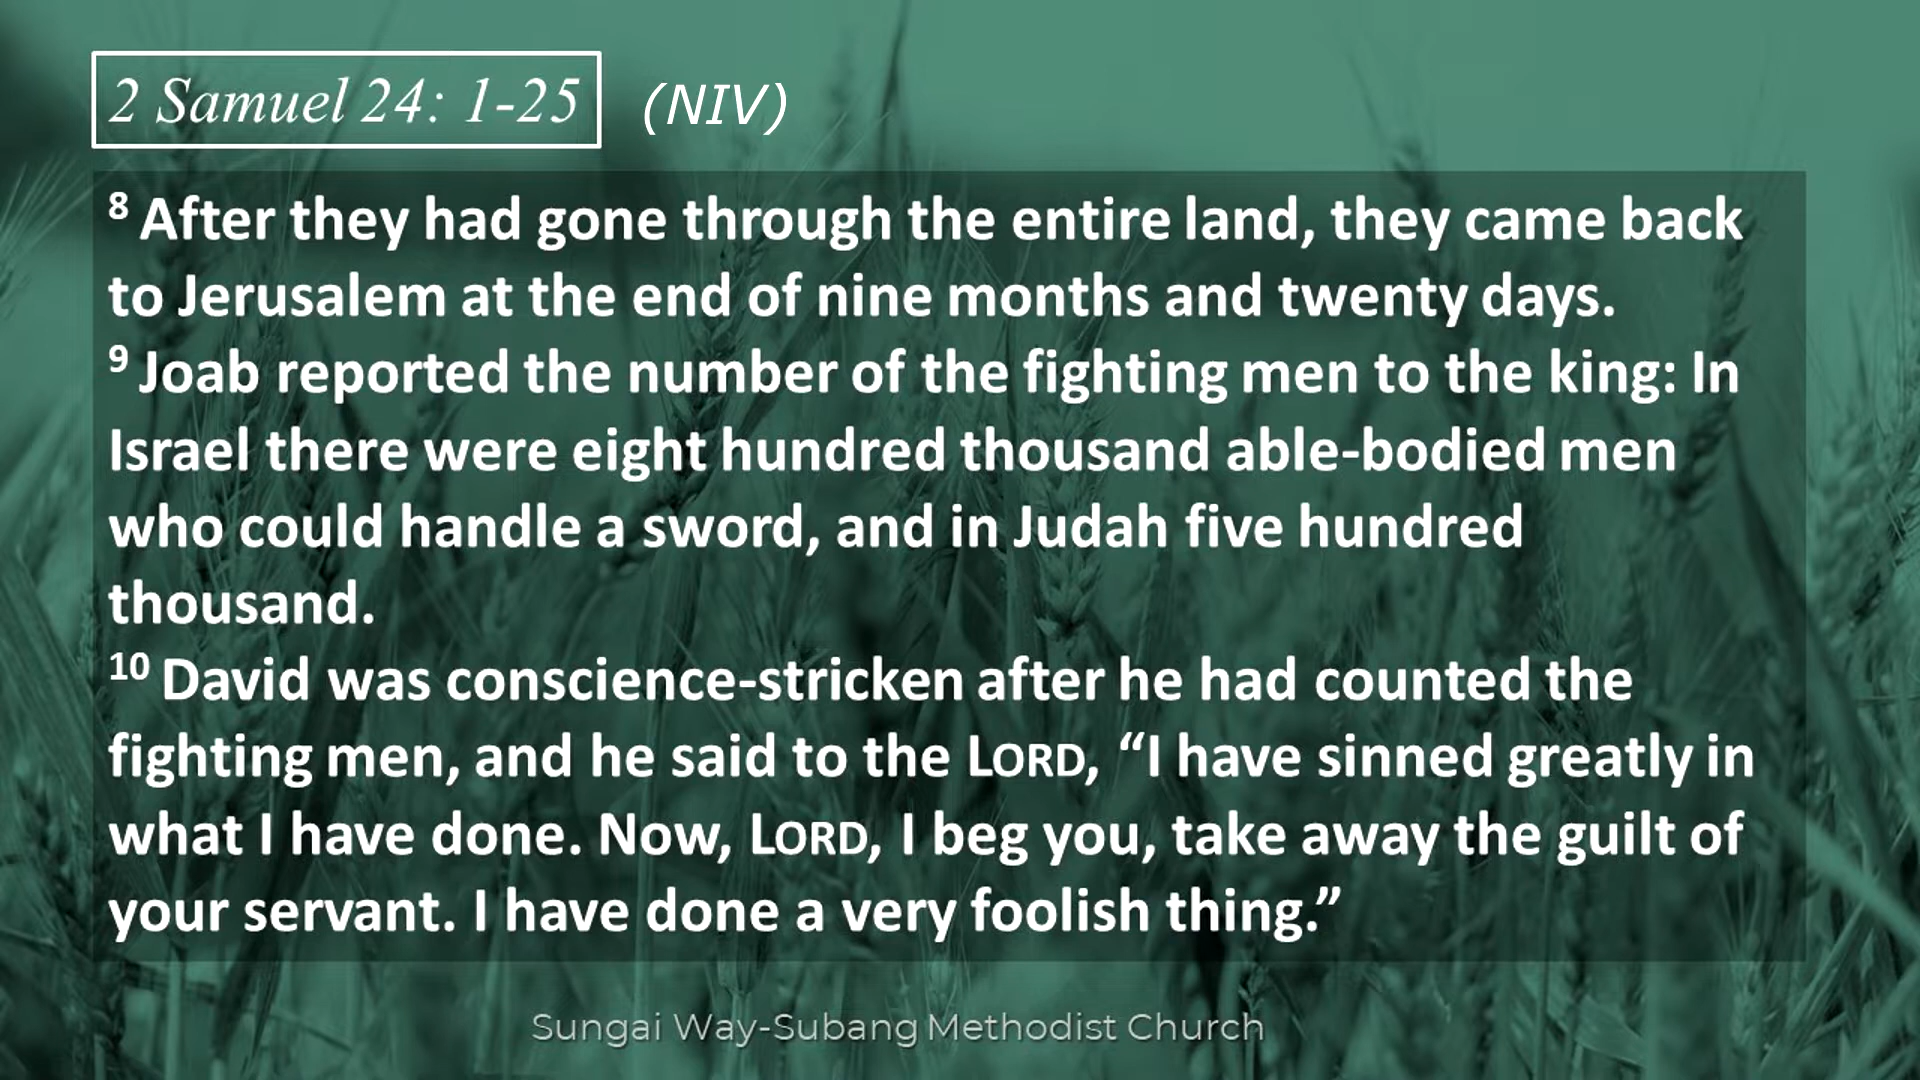 2 Samuel 24: 1-25 (NIV)
8 After they had gone through the entire land, they came back
to Jerusalem at the end of nine months and twenty days.
9 Joab reported the number of the fighting men to the king: In
Israel there were eight hundred thousand able-bodied men
who could handle a sword, and in Judah five hundred
thousand.
10 David was conscience-stricken after he had counted the
fighting men, and he said to the LORD, “I have sinned greatly in
what I have done. Now, LORD, I beg you, take away the guilt of
your servant. I have done a very foolish thing.”
Sungai Way-Subang Methodist Church